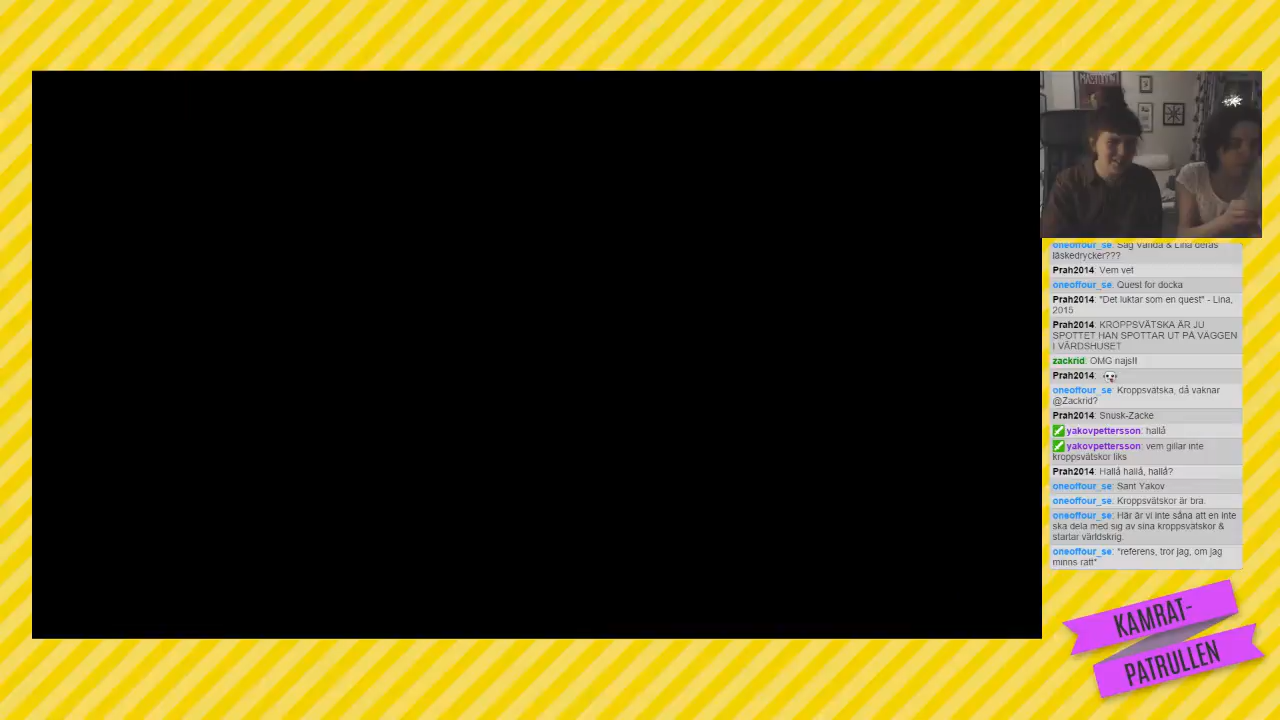 oneoffour_se: Såg Vanda & Lina deras
läskedrycker???
Prah2014: Vem vet
oneoffour_se: Quest for docka
Prah2014: "Det luktar som en quest" - Lina,
2015
Prah2014: KROPPSVÄTSKA ÄR JU
SPOTTET HAN SPOTTAR UT PÅ VÄGGEN
I VÄRDSHUSET
zackrid: OMG najs!!
Prah2014:
oneoffour_se: Kroppsvätska, då vaknar
@Zackrid?
Prah2014: Snusk-Zacke
yakovpettersson: hallå
yakovpettersson: vem gillar inte
kroppsvätskor liks
Prah2014: Hallå hallå, hallå?
oneoffour_se: Sant Yakov
oneoffour_se: Kroppsvätskor är bra.
oneoffour_se: Här är vi inte såna att en inte
ska dela med sig av sina kroppsvätskor &
startar världskrig.
oneoffour_se: *referens, tror jag, om jag
minns rätt*
KAMRAT-
PATRULLEN